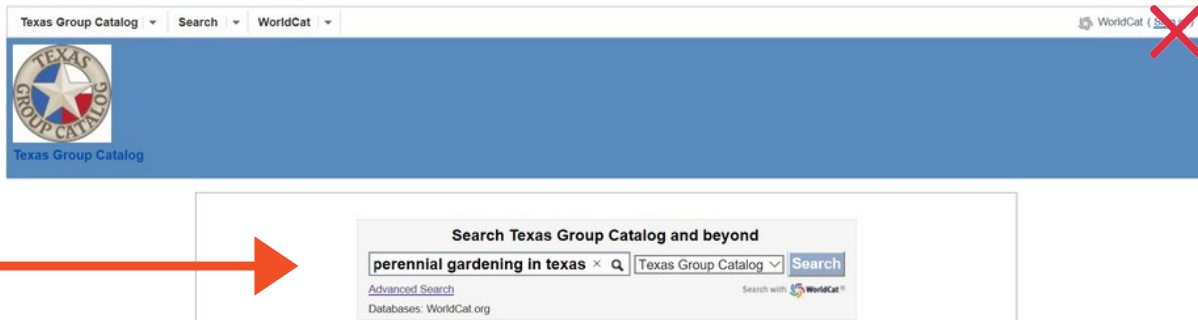 Texas Group Catalog Search WorldCat WorldCat (
TEXAS
GROUP CATALOG
Texas Group Catalog
Search Texas Group Catalog and beyond
perennial gardening in texas × Texas Group Catalog Search
Advanced Search Search with WorldCat®
Databases: WorldCat.org